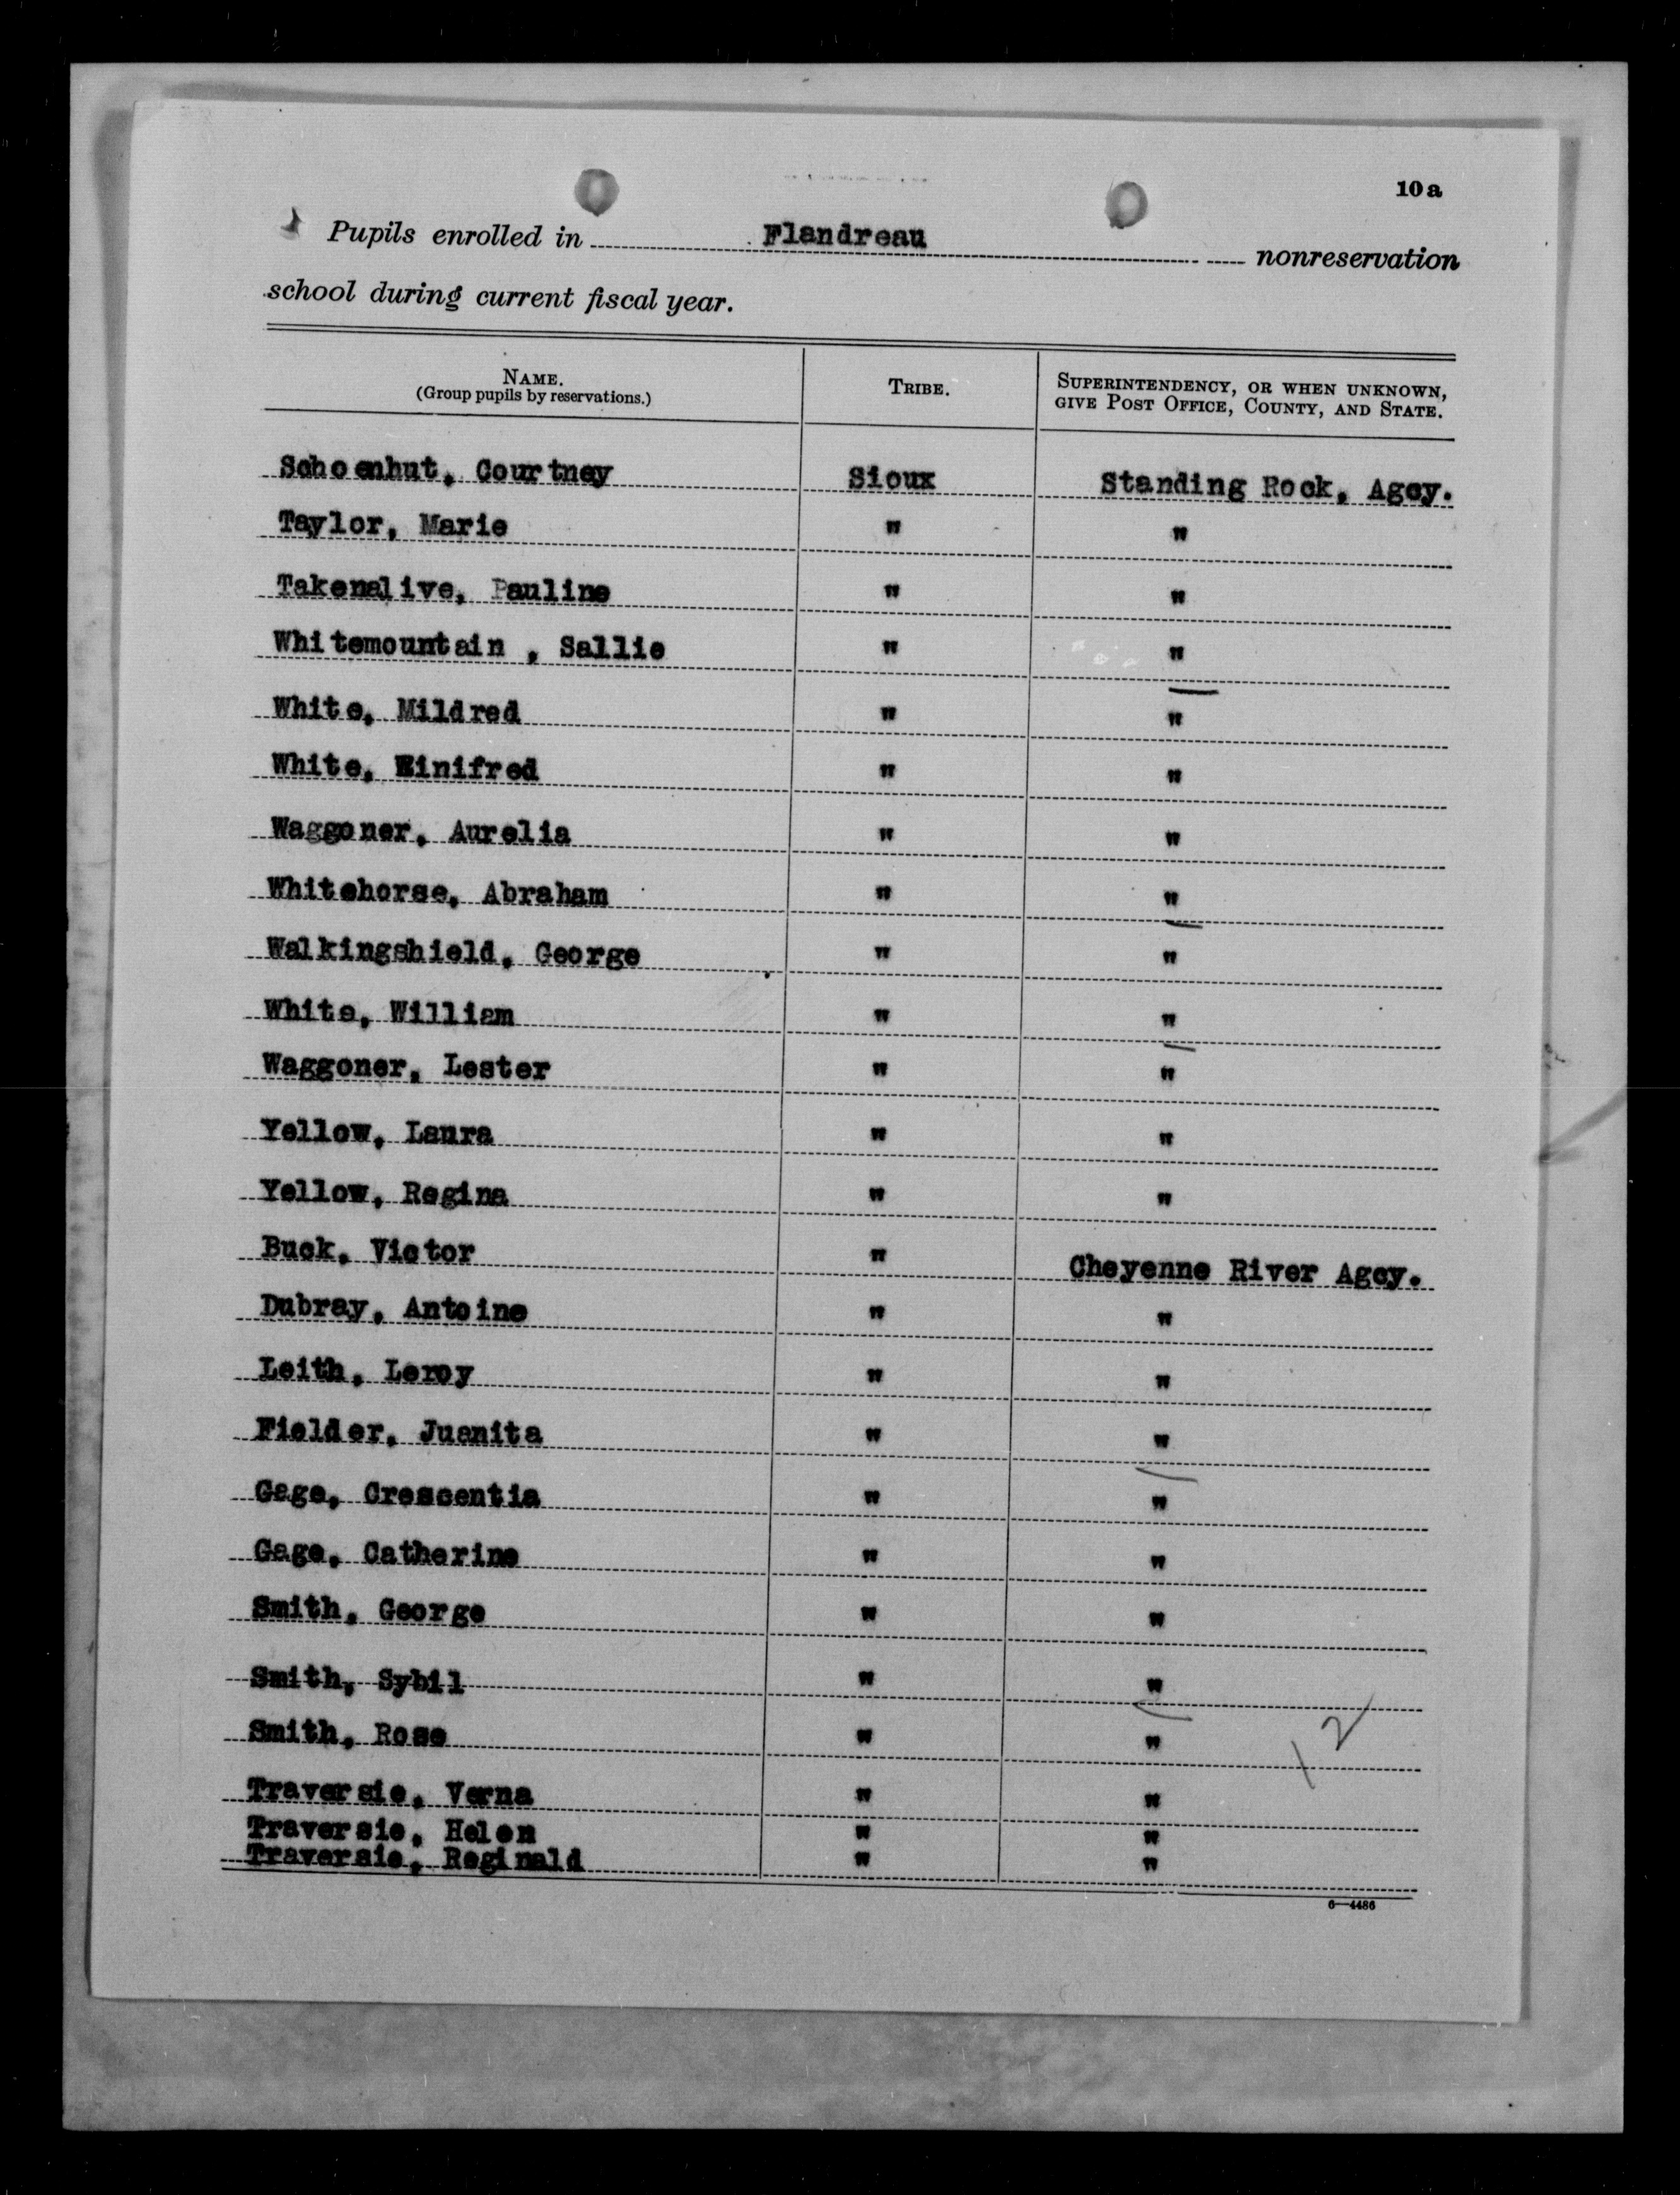 10a
Pupils enrolled in Flandreau nonreservation
school during current fiscal year.
NAME. (Group pupils by reservations.) TRIBE. SUPERINTENDENCY, OR WHEN UNKNOWN, GIVE POST OFFICE, COUNTY, AND STATE.
Schoenhut, Courtney Sioux Standing Rock, Agcy.
Taylor, Marie " "
Takenalive, Pauline " "
Whitemountain , Sallie " "
White, Mildred " "
White, Winifred " "
Waggoner, Aurelia " "
Whitehorse, Abraham " "
Walkingshield, George " "
White, William " "
Waggoner, Lester " "
Yellow, Laura " "
Yellow, Regina " "
Buck, Victor " Cheyenne River Agcy.
Dubray, Antoine " "
Leith, Leroy " "
Fielder, Juanita " "
Gage, Crescentia " "
Gage, Catherine " "
Smith, George " "
Smith, Sybil " "
Smith, Rose " "
12
Traversie, Verna " "
Traversie, Helen " "
Traversie, Reginald " "
6—4486